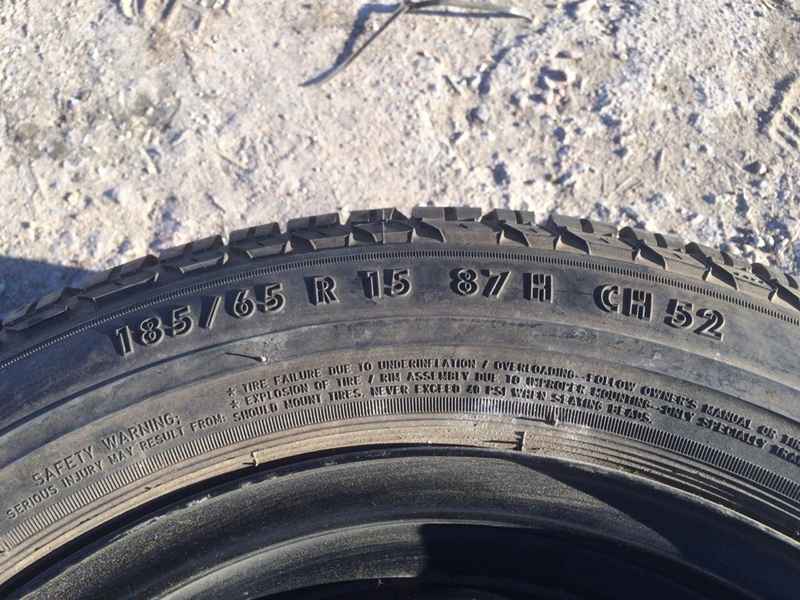 185/65 R 15 87H CH 52
SAFETY WARNING:
SERIOUS INJURY MAY RESULT FROM:
* TIRE FAILURE DUE TO UNDERINFLATION / OVERLOADING--FOLLOW OWNER'S MANUAL OR
* EXPLOSION OF TIRE / RIM ASSEMBLY DUE TO IMPROPER MOUNTING--ONLY SPECIALLY
SHOULD MOUNT TIRES. NEVER EXCEED 40 PSI WHEN SEATING BEADS.